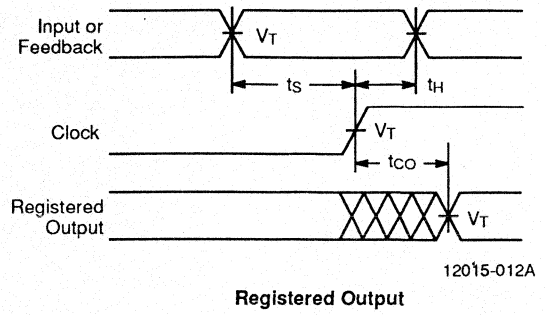 Input or
Feedback
VT
tS
tH
Clock
VT
tCO
Registered
Output
VT
12015-012A
Registered Output